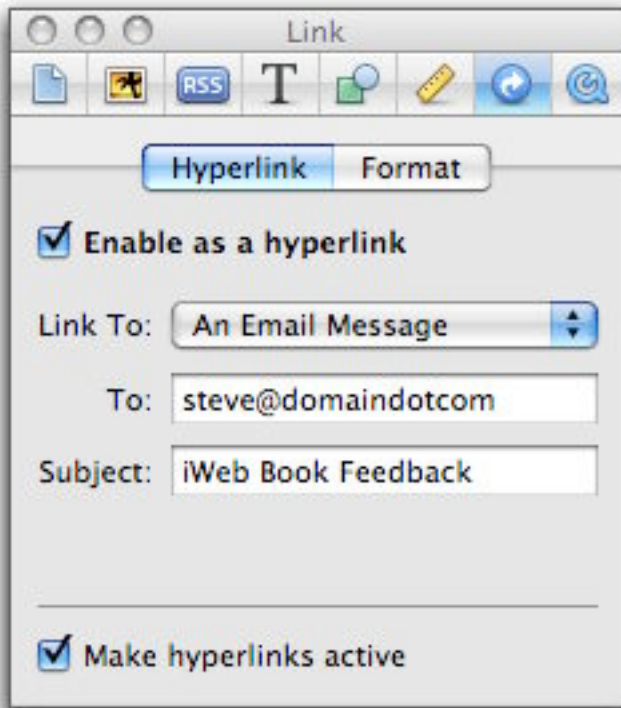 Link
RSS T
Hyperlink Format
Enable as a hyperlink
Link To: An Email Message
To: steve@domaindotcom
Subject: iWeb Book Feedback
Make hyperlinks active